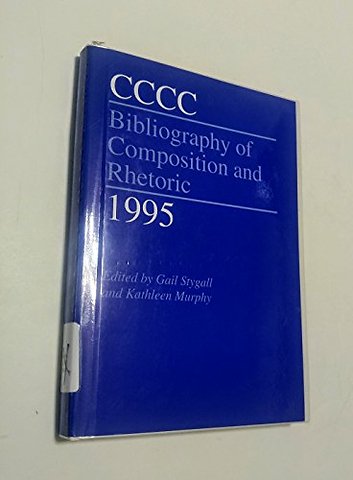 CCCC
Bibliography of
Composition and
Rhetoric
1995
Edited by Gail Stygall
and Kathleen Murphy